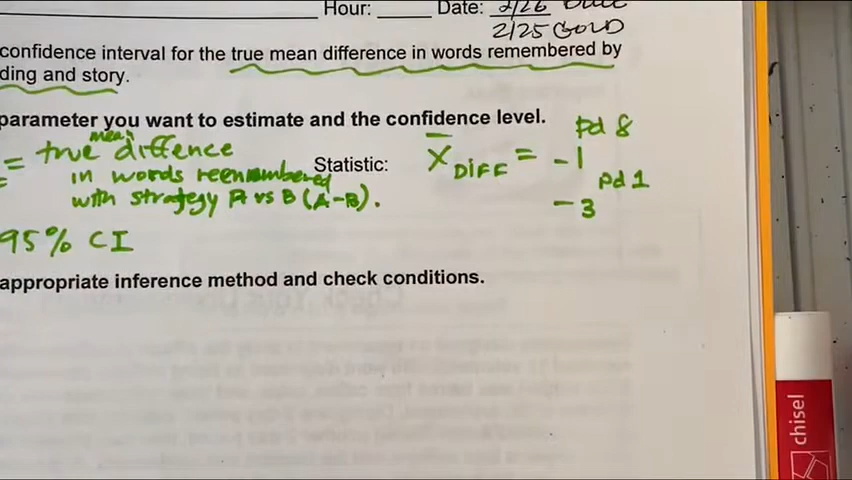 Hour: _____ Date: 2/26
2/25 GOLD
confidence interval for the true mean difference in words remembered by
ding and story.
parameter you want to estimate and the confidence level.
mean
= true diffence
in words reemnumbered
with strategy A vs B (A-B).
Statistic:
x̄ DIFF = -1 pd 8
-3 pd 1
95% CI
appropriate inference method and check conditions.
chisel